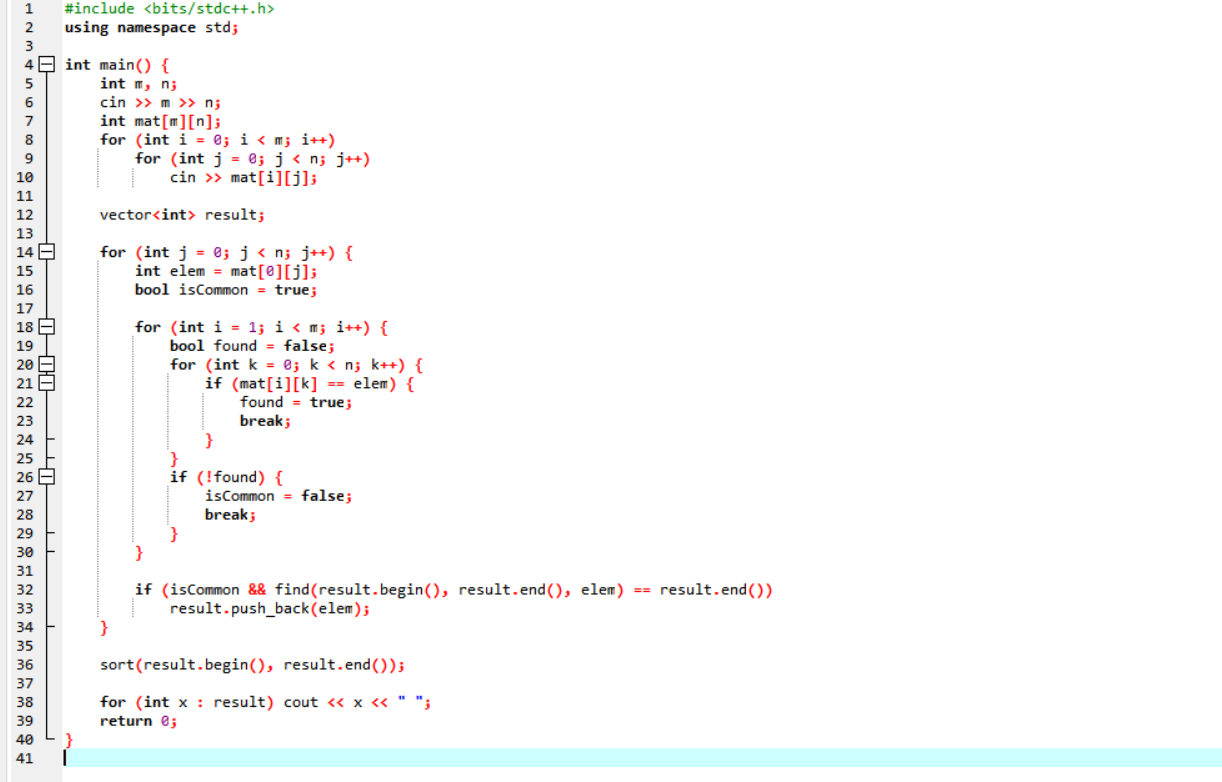 1 #include <bits/stdc++.h>
2 using namespace std;
3
4 int main() {
5     int m, n;
6     cin >> m >> n;
7     int mat[m][n];
8     for (int i = 0; i < m; i++)
9         for (int j = 0; j < n; j++)
10             cin >> mat[i][j];
11
12     vector<int> result;
13
14     for (int j = 0; j < n; j++) {
15         int elem = mat[0][j];
16         bool isCommon = true;
17
18         for (int i = 1; i < m; i++) {
19             bool found = false;
20             for (int k = 0; k < n; k++) {
21                 if (mat[i][k] == elem) {
22                     found = true;
23                     break;
24                 }
25             }
26             if (!found) {
27                 isCommon = false;
28                 break;
29             }
30         }
31
32         if (isCommon && find(result.begin(), result.end(), elem) == result.end())
33             result.push_back(elem);
34     }
35
36     sort(result.begin(), result.end());
37
38     for (int x : result) cout << x << " ";
39     return 0;
40 }
41